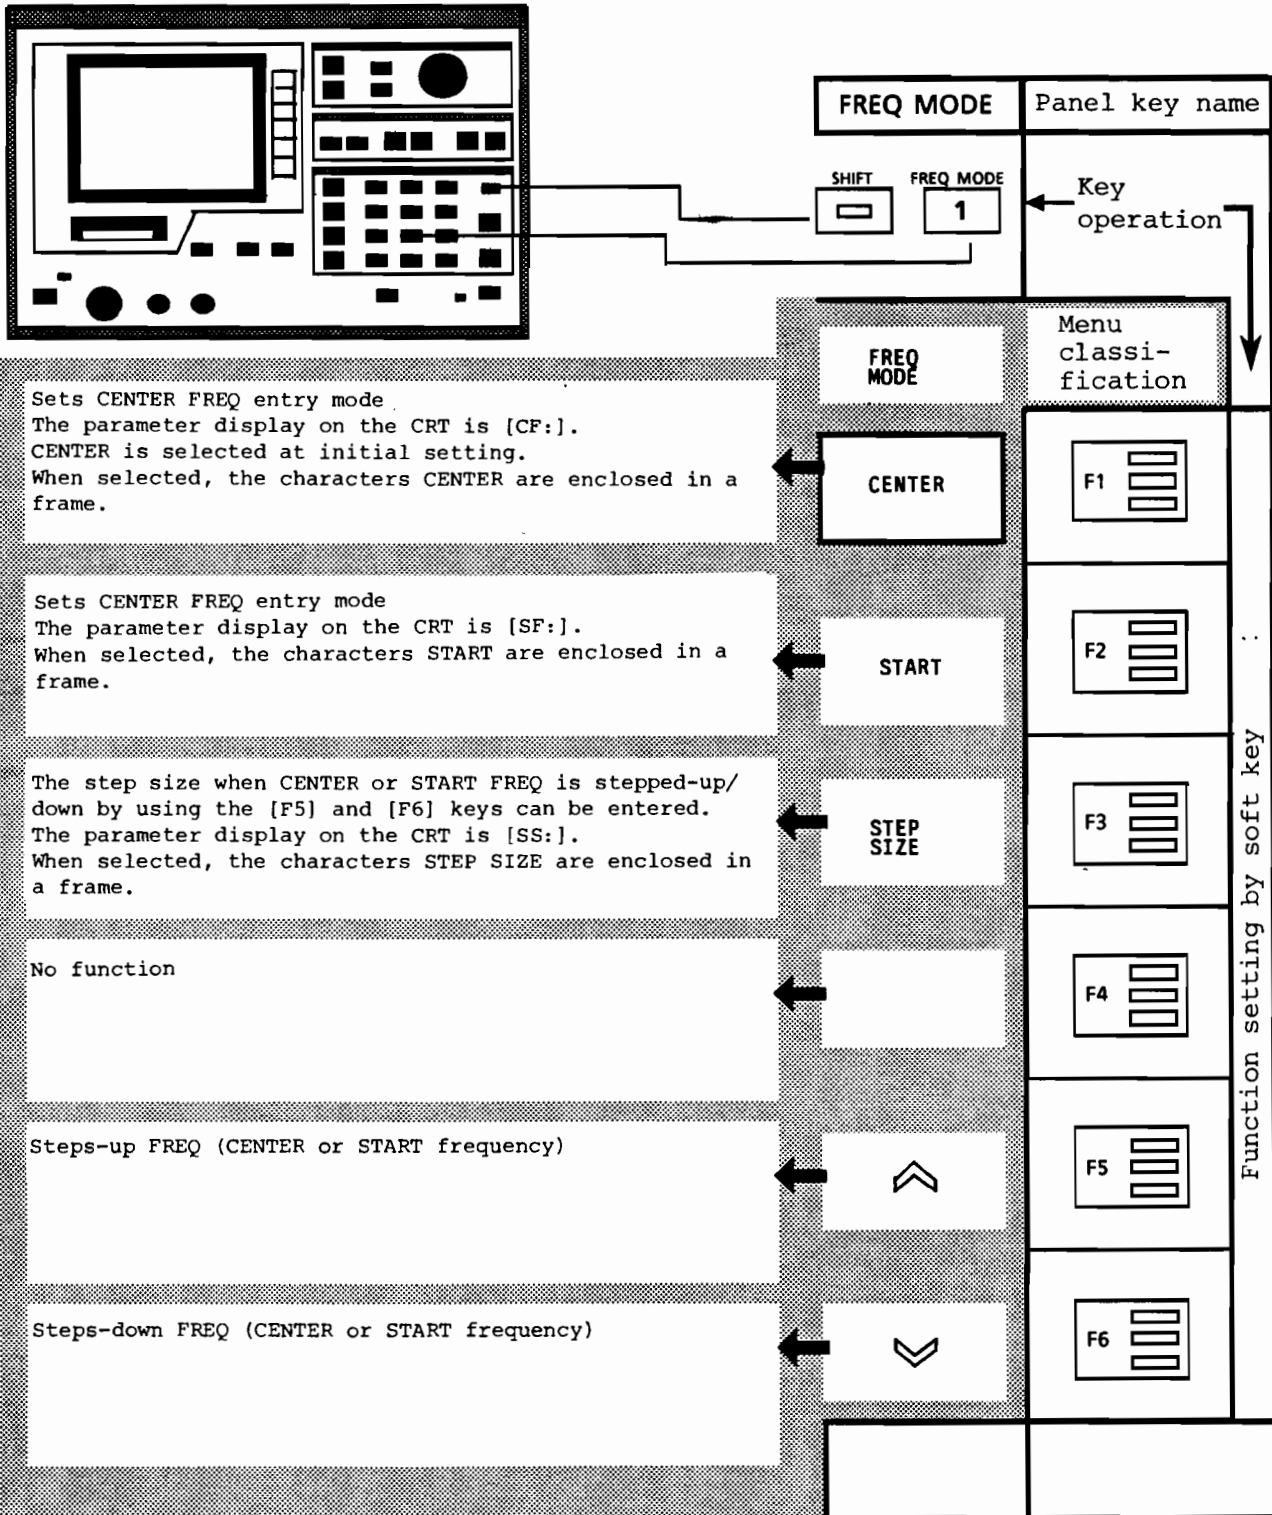 FREQ MODE
Panel key name
SHIFT
FREQ MODE
1
Key
operation
FREQ
MODE
Menu
classi-
fication
Sets CENTER FREQ entry mode
The parameter display on the CRT is [CF:].
CENTER is selected at initial setting.
When selected, the characters CENTER are enclosed in a
frame.
CENTER
F1
Sets CENTER FREQ entry mode
The parameter display on the CRT is [SF:].
When selected, the characters START are enclosed in a
frame.
START
F2
The step size when CENTER or START FREQ is stepped-up/
down by using the [F5] and [F6] keys can be entered.
The parameter display on the CRT is [SS:].
When selected, the characters STEP SIZE are enclosed in
a frame.
STEP
SIZE
F3
No function
F4
Steps-up FREQ (CENTER or START frequency)
F5
Steps-down FREQ (CENTER or START frequency)
F6
Function setting by soft key